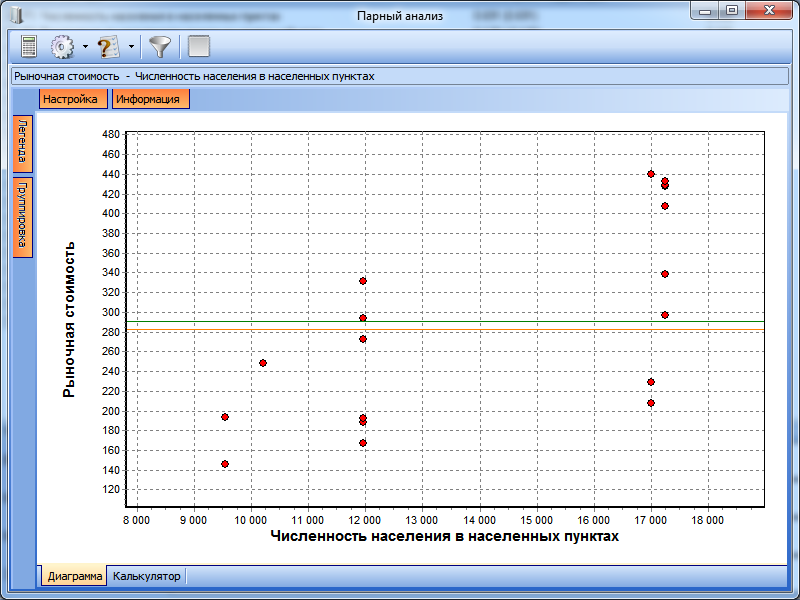 Парный анализ
Рыночная стоимость - Численность населения в населенных пунктах
Настройка Информация
Легенда
Группировка
480
460
440
420
400
380
360
340
320
300
280
260
240
220
200
180
160
140
120
Рыночная стоимость
8 000 9 000 10 000 11 000 12 000 13 000 14 000 15 000 16 000 17 000 18 000
Численность населения в населенных пунктах
Диаграмма Калькулятор